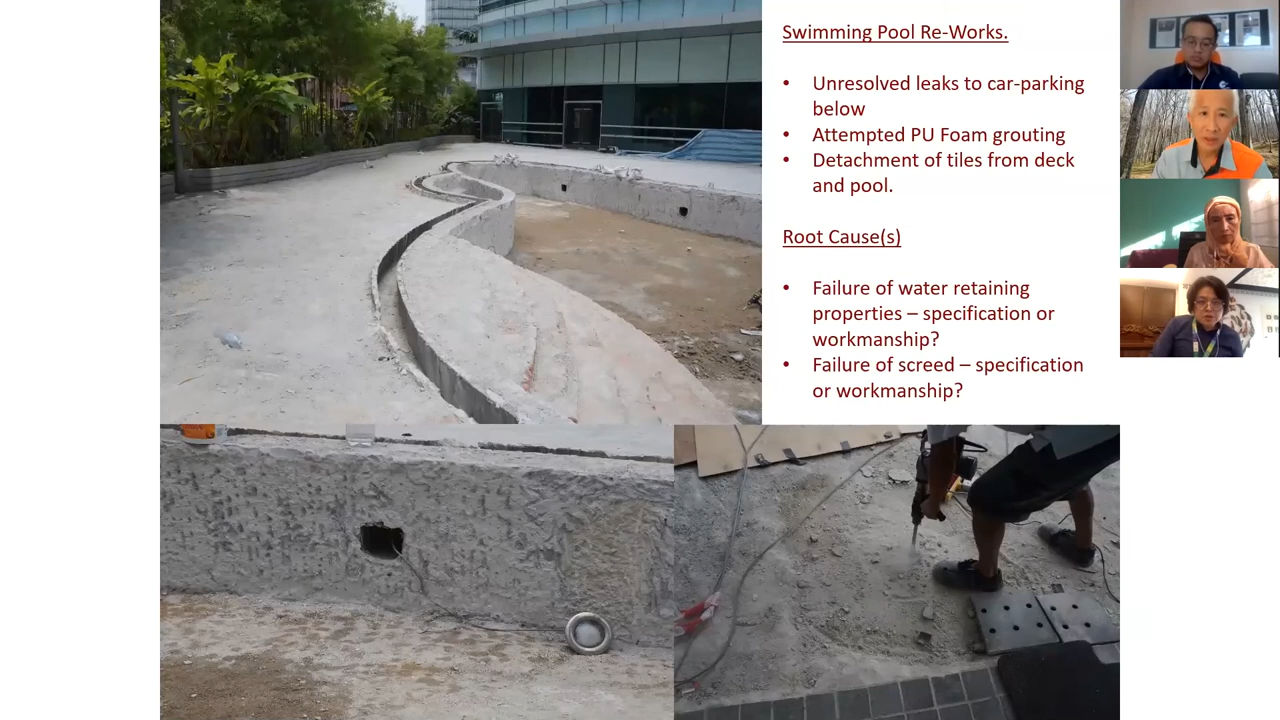 Swimming Pool Re-Works.
• Unresolved leaks to car-parking
below
• Attempted PU Foam grouting
• Detachment of tiles from deck
and pool.
Root Cause(s)
• Failure of water retaining
properties – specification or
workmanship?
• Failure of screed – specification
or workmanship?